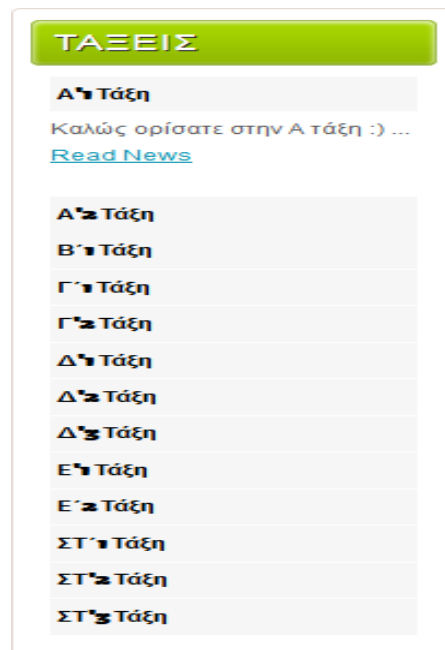 ΤΑΞΕΙΣ
Α'1 Τάξη
Καλώς ορίσατε στην Α τάξη :) ...
Read News
Α'2 Τάξη
Β΄1 Τάξη
Γ΄1 Τάξη
Γ'2 Τάξη
Δ'1 Τάξη
Δ'2 Τάξη
Δ'3 Τάξη
Ε'1 Τάξη
Ε΄2 Τάξη
ΣΤ΄1 Τάξη
ΣΤ'2 Τάξη
ΣΤ'3 Τάξη